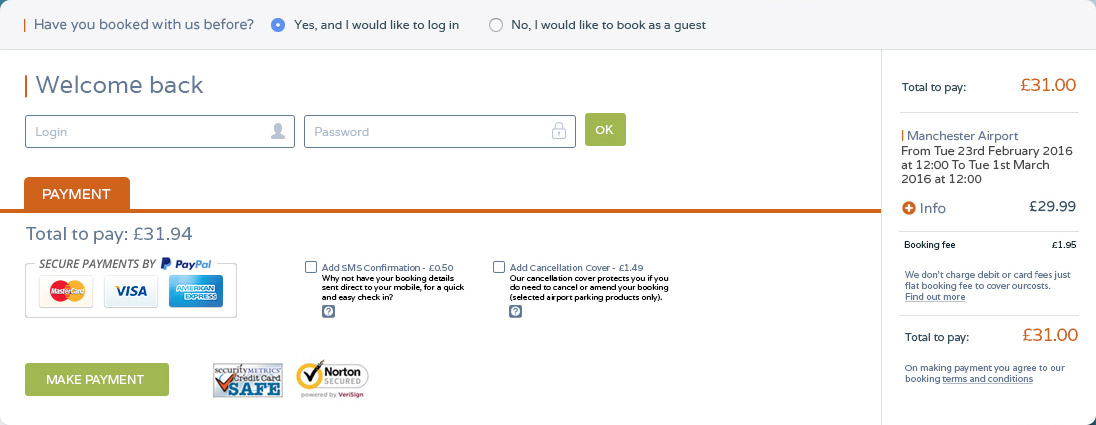 Have you booked with us before?
Yes, and I would like to log in
No, I would like to book as a guest
Welcome back
Login
Password
OK
PAYMENT
Total to pay: £31.94
SECURE PAYMENTS BY PayPal
MasterCard
VISA
AMERICAN
EXPRESS
Add SMS Confirmation - £0.50
Why not have your booking details
sent direct to your mobile, for a quick
and easy check in?
?
Add Cancellation Cover - £1.49
Our cancellation cover protects you if you
do need to cancel or amend your booking
(selected airport parking products only).
?
MAKE PAYMENT
securityMETRICS
Credit Card
SAFE
Norton
SECURED
powered by VeriSign
Total to pay:
£31.00
Manchester Airport
From Tue 23rd February 2016
at 12:00 To Tue 1st March
2016 at 12:00
Info
£29.99
Booking fee
£1.95
We don't charge debit or card fees just
flat booking fee to cover ourcosts.
Find out more
Total to pay:
£31.00
On making payment you agree to our
booking terms and conditions